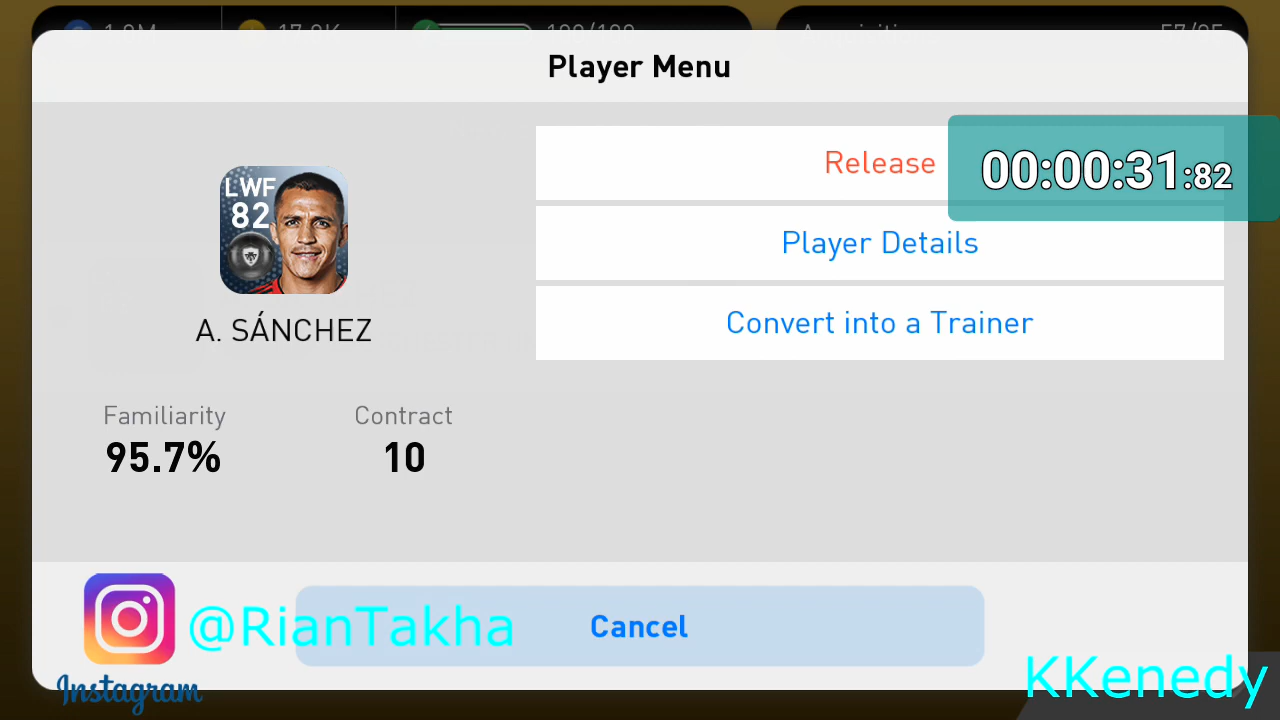 Player Menu
Release
00:00:31:82
LWF
82
Player Details
Convert into a Trainer
A. SÁNCHEZ
Familiarity
Contract
95.7%
10
@RianTakha
Cancel
Instagram
KKenedy